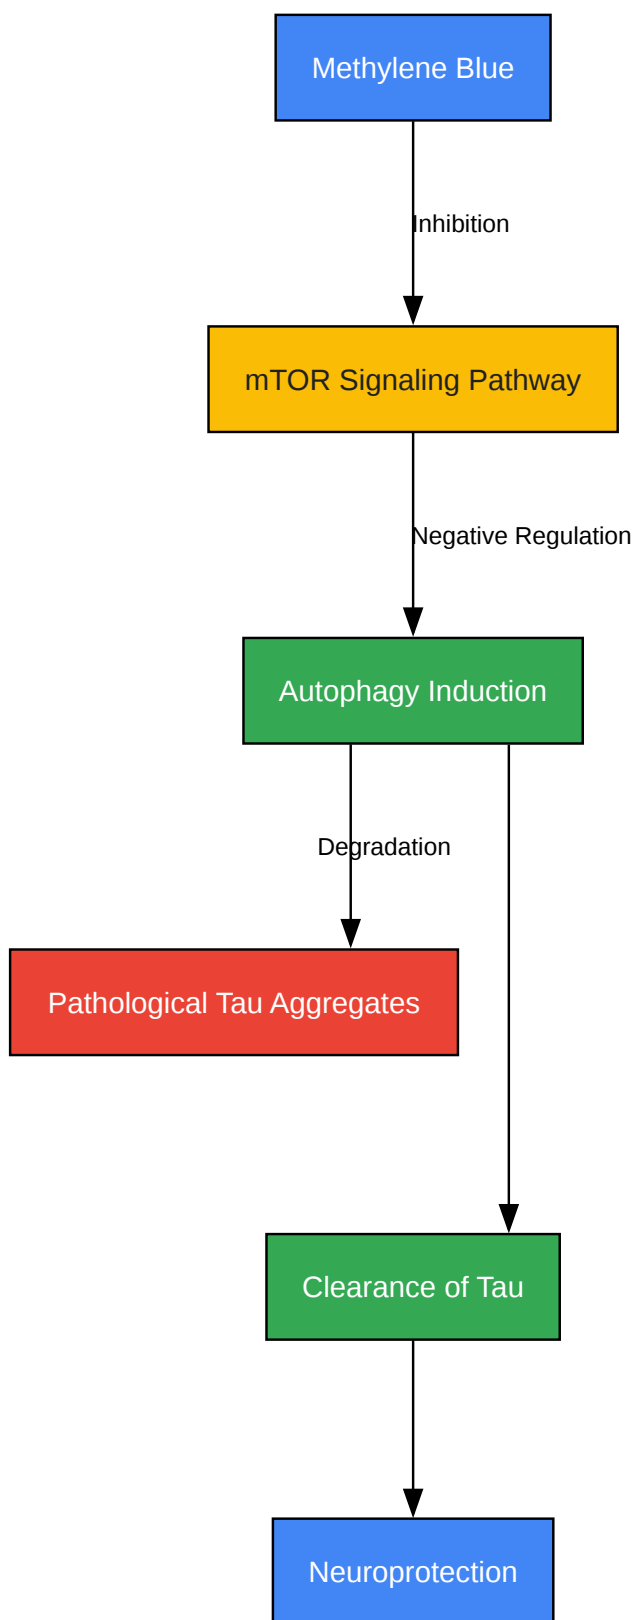 Methylene Blue
Inhibition
mTOR Signaling Pathway
Negative Regulation
Autophagy Induction
Degradation
Pathological Tau Aggregates
Clearance of Tau
Neuroprotection